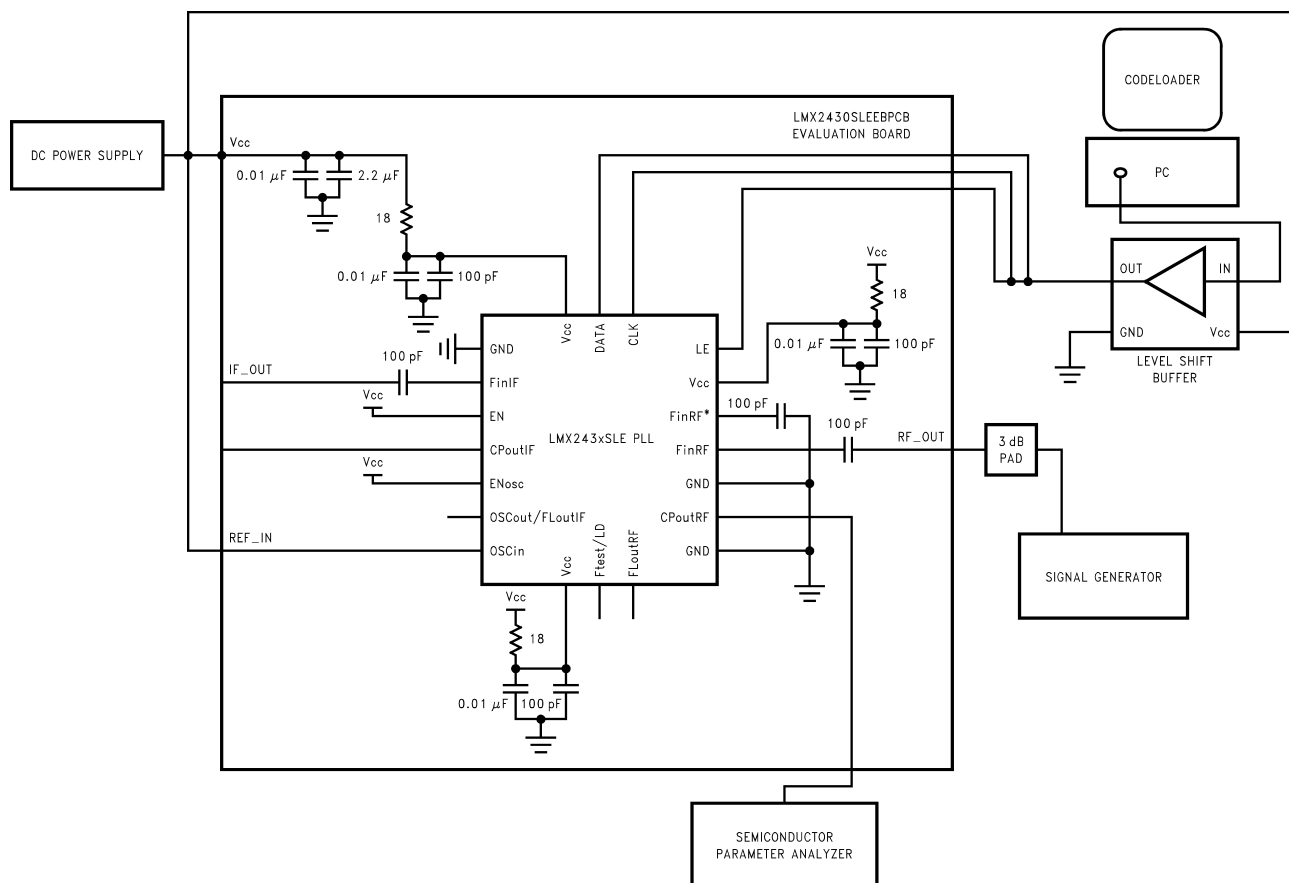 CODELOADER
LMX2430SLEEBPCB
EVALUATION BOARD
DC POWER SUPPLY
Vcc
PC
0.01 µF
2.2 µF
18
OUT
IN
GND
Vcc
LEVEL SHIFT
BUFFER
0.01 µF
100 pF
Vcc
18
0.01 µF
100 pF
Vcc
DATA
CLK
GND
FinIF
EN
CPoutIF
ENosc
OSCout/FLoutIF
OSCin
LMX243xSLE PLL
LE
Vcc
FinRF*
FinRF
GND
CPoutRF
GND
Vcc
Ftest/LD
FLoutRF
100 pF
IF_OUT
Vcc
Vcc
REF_IN
100 pF
100 pF
RF_OUT
3 dB
PAD
SIGNAL GENERATOR
Vcc
18
0.01 µF
100 pF
SEMICONDUCTOR
PARAMETER ANALYZER